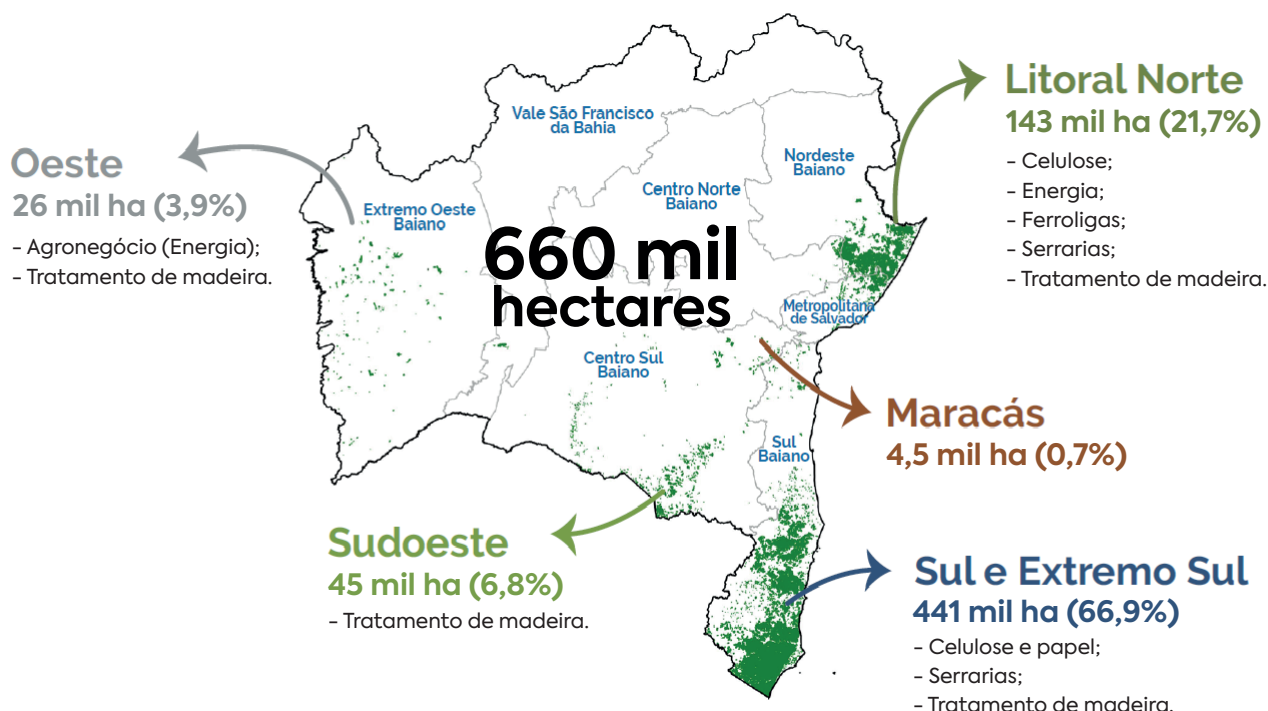 Oeste
26 mil ha (3,9%)
- Agronegócio (Energia);
- Tratamento de madeira.
Vale São Francisco
da Bahia
Nordeste
Baiano
Centro Norte
Baiano
Extremo Oeste
Baiano
660 mil
hectares
Metropolitana
de Salvador
Centro Sul
Baiano
Sul
Baiano
Litoral Norte
143 mil ha (21,7%)
- Celulose;
- Energia;
- Ferroligas;
- Serrarias;
- Tratamento de madeira.
Maracás
4,5 mil ha (0,7%)
Sudoeste
45 mil ha (6,8%)
- Tratamento de madeira.
Sul e Extremo Sul
441 mil ha (66,9%)
- Celulose e papel;
- Serrarias;
- Tratamento de madeira.